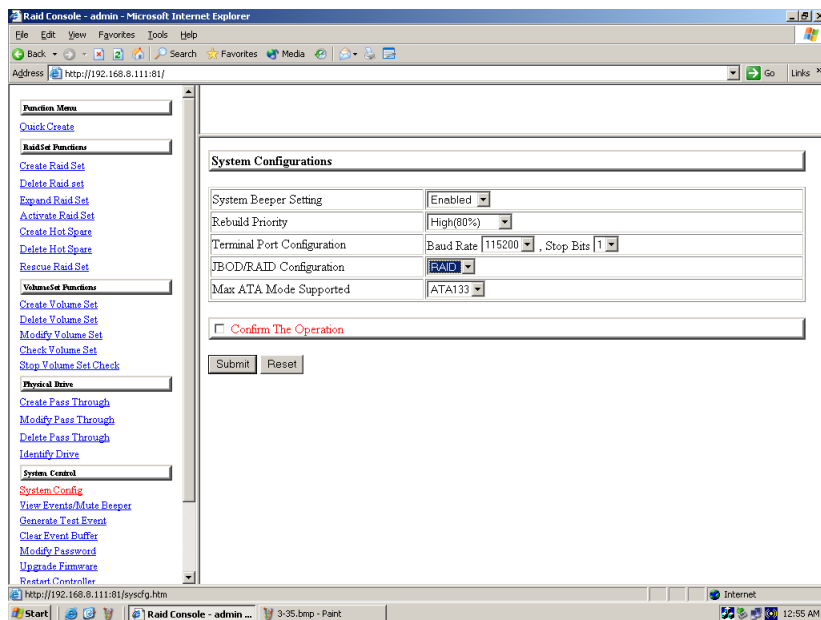 Raid Console - admin - Microsoft Internet Explorer
File Edit View Favorites Tools Help
Back Search Favorites Media
Address http://192.168.8.111:81/ Go Links »
Function Menu
Quick Create
RaidSet Functions
Create Raid Set
Delete Raid set
Expand Raid Set
Activate Raid Set
Create Hot Spare
Delete Hot Spare
Rescue Raid Set
VolumeSet Functions
Create Volume Set
Delete Volume Set
Modify Volume Set
Check Volume Set
Stop Volume Set Check
Physical Drive
Create Pass Through
Modify Pass Through
Delete Pass Through
Identify Drive
System Control
System Config
View Events/Mute Beeper
Generate Test Event
Clear Event Buffer
Modify Password
Upgrade Firmware
Restart Controller
System Configurations
System Beeper Setting Enabled
Rebuild Priority High(80%)
Terminal Port Configuration Baud Rate 115200 , Stop Bits 1
JBOD/RAID Configuration RAID
Max ATA Mode Supported ATA133
Confirm The Operation
Submit Reset
http://192.168.8.111:81/syscfg.htm Internet
Start Raid Console - admin ... 3-35.bmp - Paint 12:55 AM